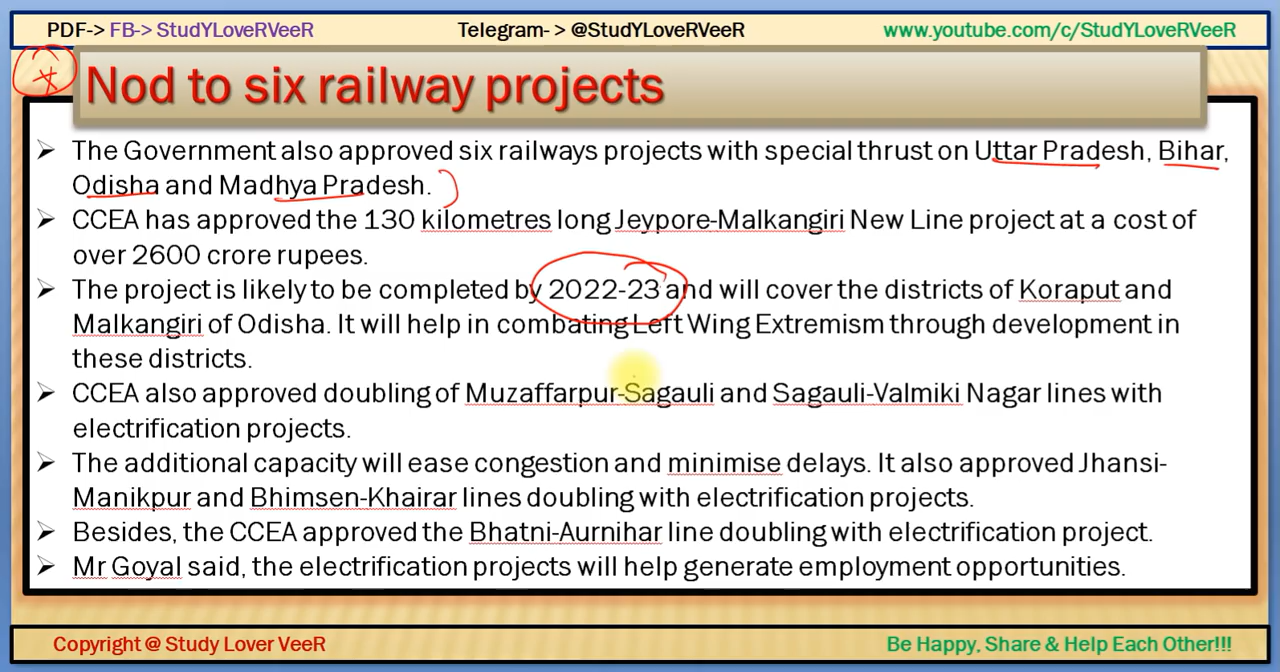 PDF-> FB-> StudYLoveRVeeR Telegram- > @StudYLoveRVeeR www.youtube.com/c/StudYLoveRVeeR
Nod to six railway projects
➢ The Government also approved six railways projects with special thrust on Uttar Pradesh, Bihar,
Odisha and Madhya Pradesh.
➢ CCEA has approved the 130 kilometres long Jeypore-Malkangiri New Line project at a cost of
over 2600 crore rupees.
➢ The project is likely to be completed by 2022-23 and will cover the districts of Koraput and
Malkangiri of Odisha. It will help in combating Left Wing Extremism through development in
these districts.
➢ CCEA also approved doubling of Muzaffarpur-Sagauli and Sagauli-Valmiki Nagar lines with
electrification projects.
➢ The additional capacity will ease congestion and minimise delays. It also approved Jhansi-
Manikpur and Bhimsen-Khairar lines doubling with electrification projects.
➢ Besides, the CCEA approved the Bhatni-Aurnihar line doubling with electrification project.
➢ Mr Goyal said, the electrification projects will help generate employment opportunities.
Copyright @ Study Lover VeeR Be Happy, Share & Help Each Other!!!